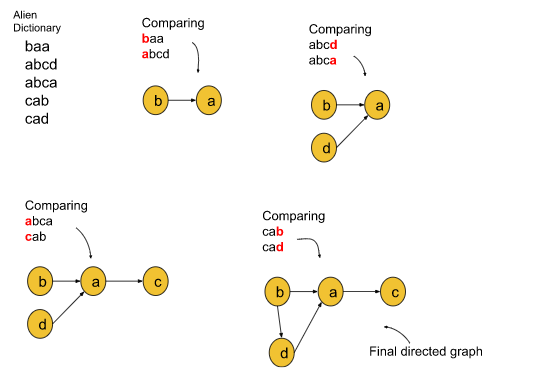 Alien
Dictionary
baa
abcd
abca
cab
cad
Comparing
baa
abcd
b
a
Comparing
abcd
abca
b
a
d
Comparing
abca
cab
b
a
c
d
Comparing
cab
cad
b
a
c
d
Final directed graph